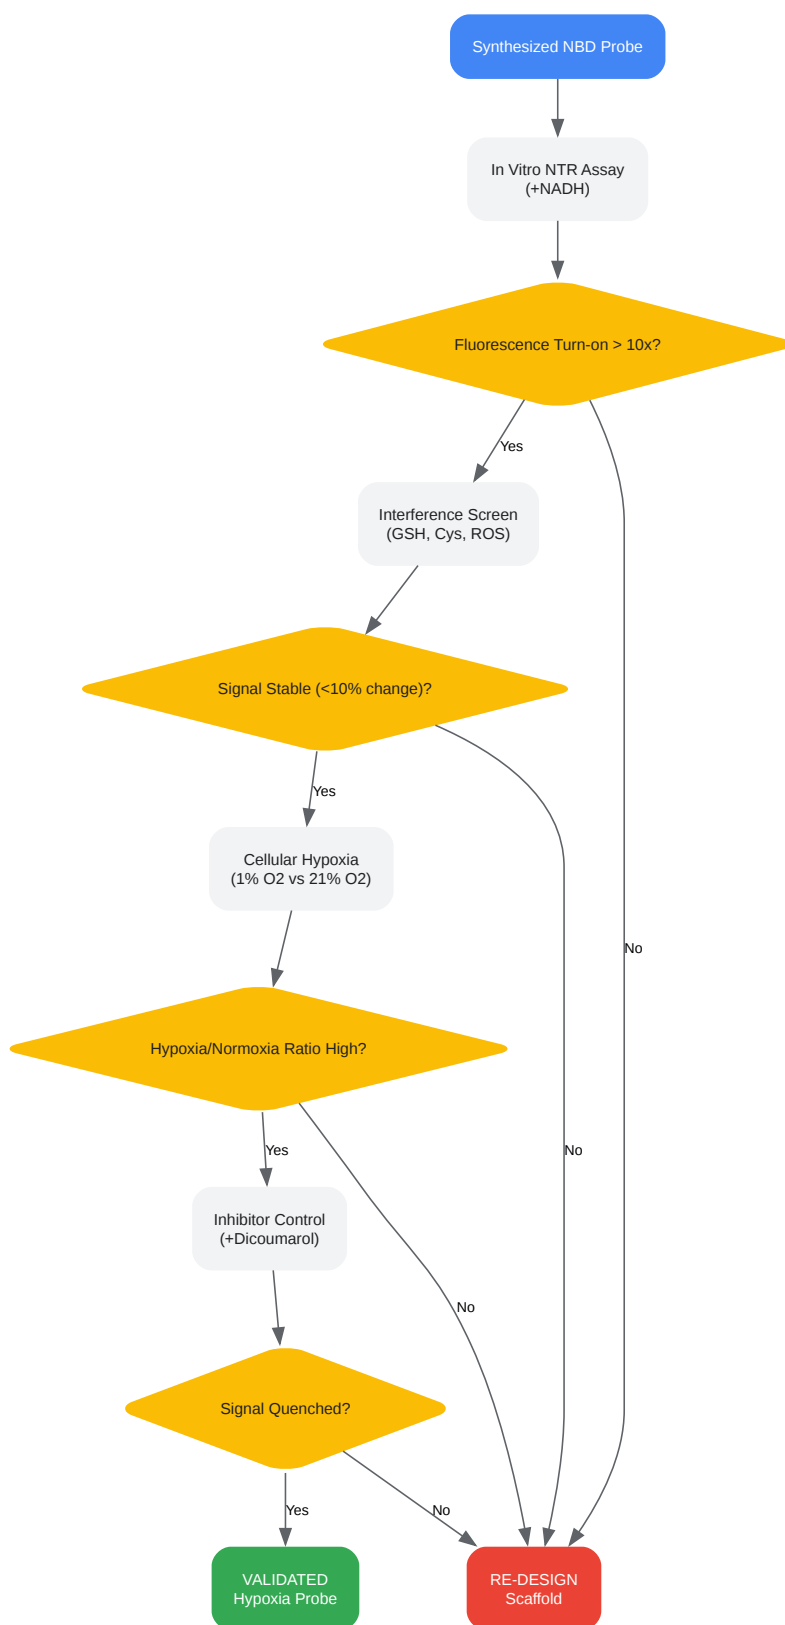 Synthesized NBD Probe
In Vitro NTR Assay
(+NADH)
Fluorescence Turn-on > 10x?
Yes
Interference Screen
(GSH, Cys, ROS)
Signal Stable (<10% change)?
Yes
Cellular Hypoxia
(1% O2 vs 21% O2)
No
Hypoxia/Normoxia Ratio High?
Yes
No
Inhibitor Control
(+Dicoumarol)
No
Signal Quenched?
Yes
No
VALIDATED
Hypoxia Probe
RE-DESIGN
Scaffold